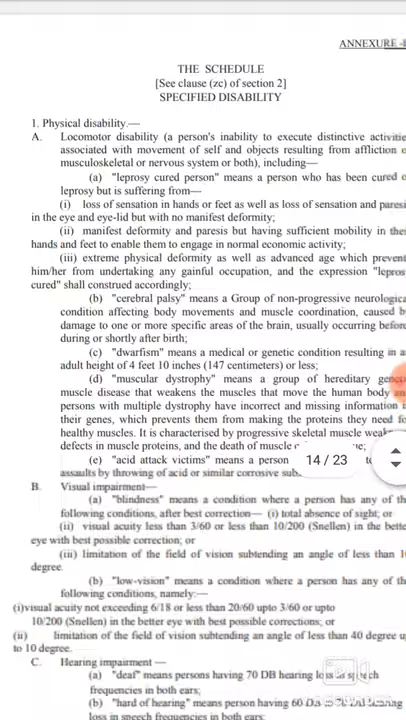 ANNEXURE -I
THE SCHEDULE
[See clause (zc) of section 2]
SPECIFIED DISABILITY
1. Physical disability.—
A. Locomotor disability (a person's inability to execute distinctive activitie
associated with movement of self and objects resulting from affliction o
musculoskeletal or nervous system or both), including—
(a) "leprosy cured person" means a person who has been cured o
leprosy but is suffering from—
(i) loss of sensation in hands or feet as well as loss of sensation and paresi
in the eye and eye-lid but with no manifest deformity;
(ii) manifest deformity and paresis but having sufficient mobility in thei
hands and feet to enable them to engage in normal economic activity;
(iii) extreme physical deformity as well as advanced age which prevent
him/her from undertaking any gainful occupation, and the expression "lepros
cured" shall construed accordingly;
(b) "cerebral palsy" means a Group of non-progressive neurologica
condition affecting body movements and muscle coordination, caused b
damage to one or more specific areas of the brain, usually occurring before
during or shortly after birth;
(c) "dwarfism" means a medical or genetic condition resulting in a
adult height of 4 feet 10 inches (147 centimeters) or less;
(d) "muscular dystrophy" means a group of hereditary genet
muscle disease that weakens the muscles that move the human body an
persons with multiple dystrophy have incorrect and missing information i
their genes, which prevents them from making the proteins they need fo
healthy muscles. It is characterised by progressive skeletal muscle weak
defects in muscle proteins, and the death of muscle
(e) "acid attack victims" means a person
assaults by throwing of acid or similar corrosive
14 / 23
B. Visual impairment—
(a) "blindness" means a condition where a person has any of th
following conditions, after best correction— (i) total absence of sight; or
(ii) visual acuity less than 3/60 or less than 10/200 (Snellen) in the bette
eye with best possible correction; or
(iii) limitation of the field of vision subtending an angle of less than 1
degree.
(b) "low-vision" means a condition where a person has any of th
following conditions, namely:—
(i)visual acuity not exceeding 6/18 or less than 20/60 upto 3/60 or upto
10/200 (Snellen) in the better eye with best possible corrections; or
(ii) limitation of the field of vision subtending an angle of less than 40 degree u
to 10 degree.
C. Hearing impairment —
(a) "deaf" means persons having 70 DB hearing loss in speech
frequencies in both ears;
(b) "hard of hearing" means person having 60 DB to 70 DB hearing
loss in speech frequencies in both ears;